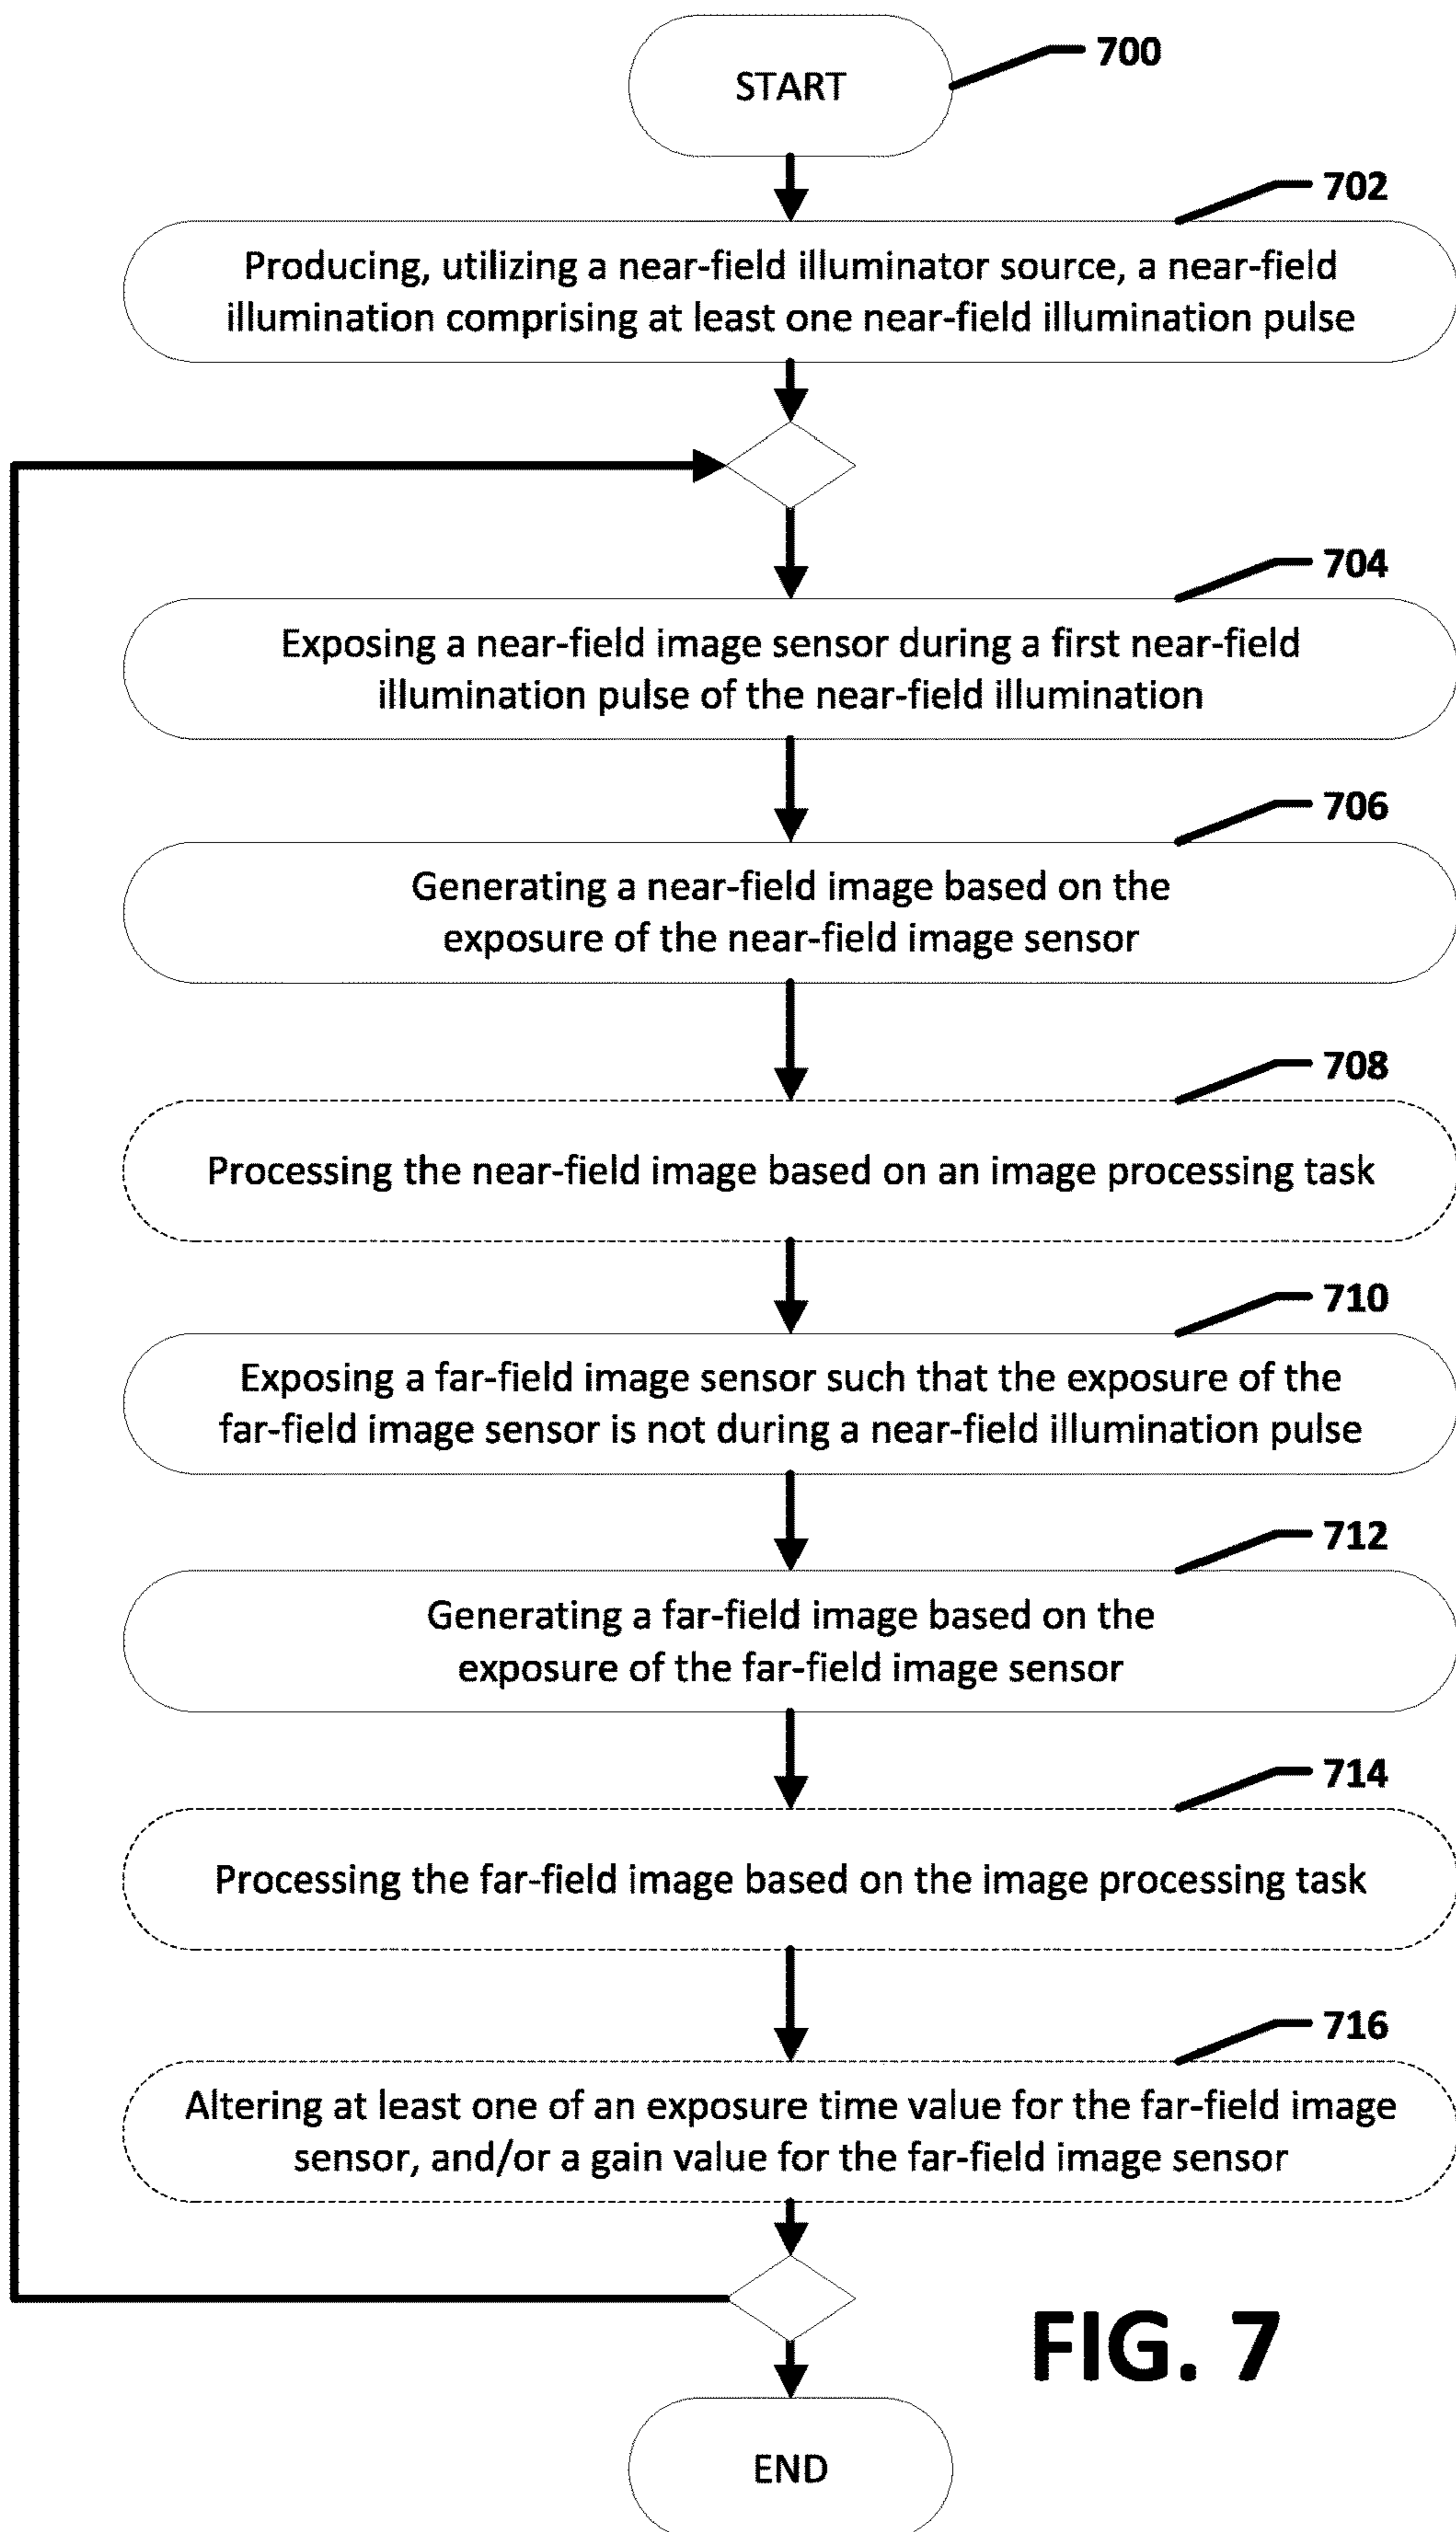 START
700
702
Producing, utilizing a near-field illuminator source, a near-field
illumination comprising at least one near-field illumination pulse
704
Exposing a near-field image sensor during a first near-field
illumination pulse of the near-field illumination
706
Generating a near-field image based on the
exposure of the near-field image sensor
708
Processing the near-field image based on an image processing task
710
Exposing a far-field image sensor such that the exposure of the
far-field image sensor is not during a near-field illumination pulse
712
Generating a far-field image based on the
exposure of the far-field image sensor
714
Processing the far-field image based on the image processing task
716
Altering at least one of an exposure time value for the far-field image
sensor, and/or a gain value for the far-field image sensor
FIG. 7
END